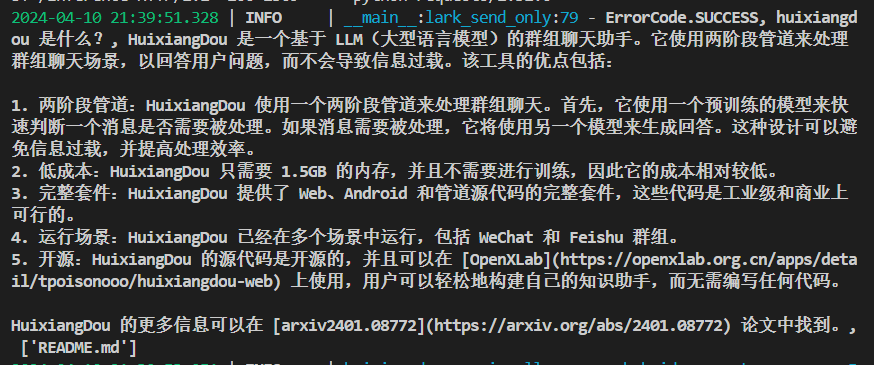 2024-04-10 21:39:51.328 | INFO     | __main__:lark_send_only:79 - ErrorCode.SUCCESS, huixiangd
ou 是什么？, HuixiangDou 是一个基于 LLM（大型语言模型）的群组聊天助手。它使用两阶段管道来处理
群组聊天场景，以回答用户问题，而不会导致信息过载。该工具的优点包括：
1. 两阶段管道：HuixiangDou 使用一个两阶段管道来处理群组聊天。首先，它使用一个预训练的模型来快
速判断一个消息是否需要被处理。如果消息需要被处理，它将使用另一个模型来生成回答。这种设计可以避
免信息过载，并提高处理效率。
2. 低成本：HuixiangDou 只需要 1.5GB 的内存，并且不需要进行训练，因此它的成本相对较低。
3. 完整套件：HuixiangDou 提供了 Web、Android 和管道源代码的完整套件，这些代码是工业级和商业上
可行的。
4. 运行场景：HuixiangDou 已经在多个场景中运行，包括 WeChat 和 Feishu 群组。
5. 开源：HuixiangDou 的源代码是开源的，并且可以在 [OpenXLab](https://openxlab.org.cn/apps/deta
il/tpoisonooo/huixiangdou-web) 上使用，用户可以轻松地构建自己的知识助手，而无需编写任何代码。
HuixiangDou 的更多信息可以在 [arxiv2401.08772](https://arxiv.org/abs/2401.08772) 论文中找到。,
['README.md']